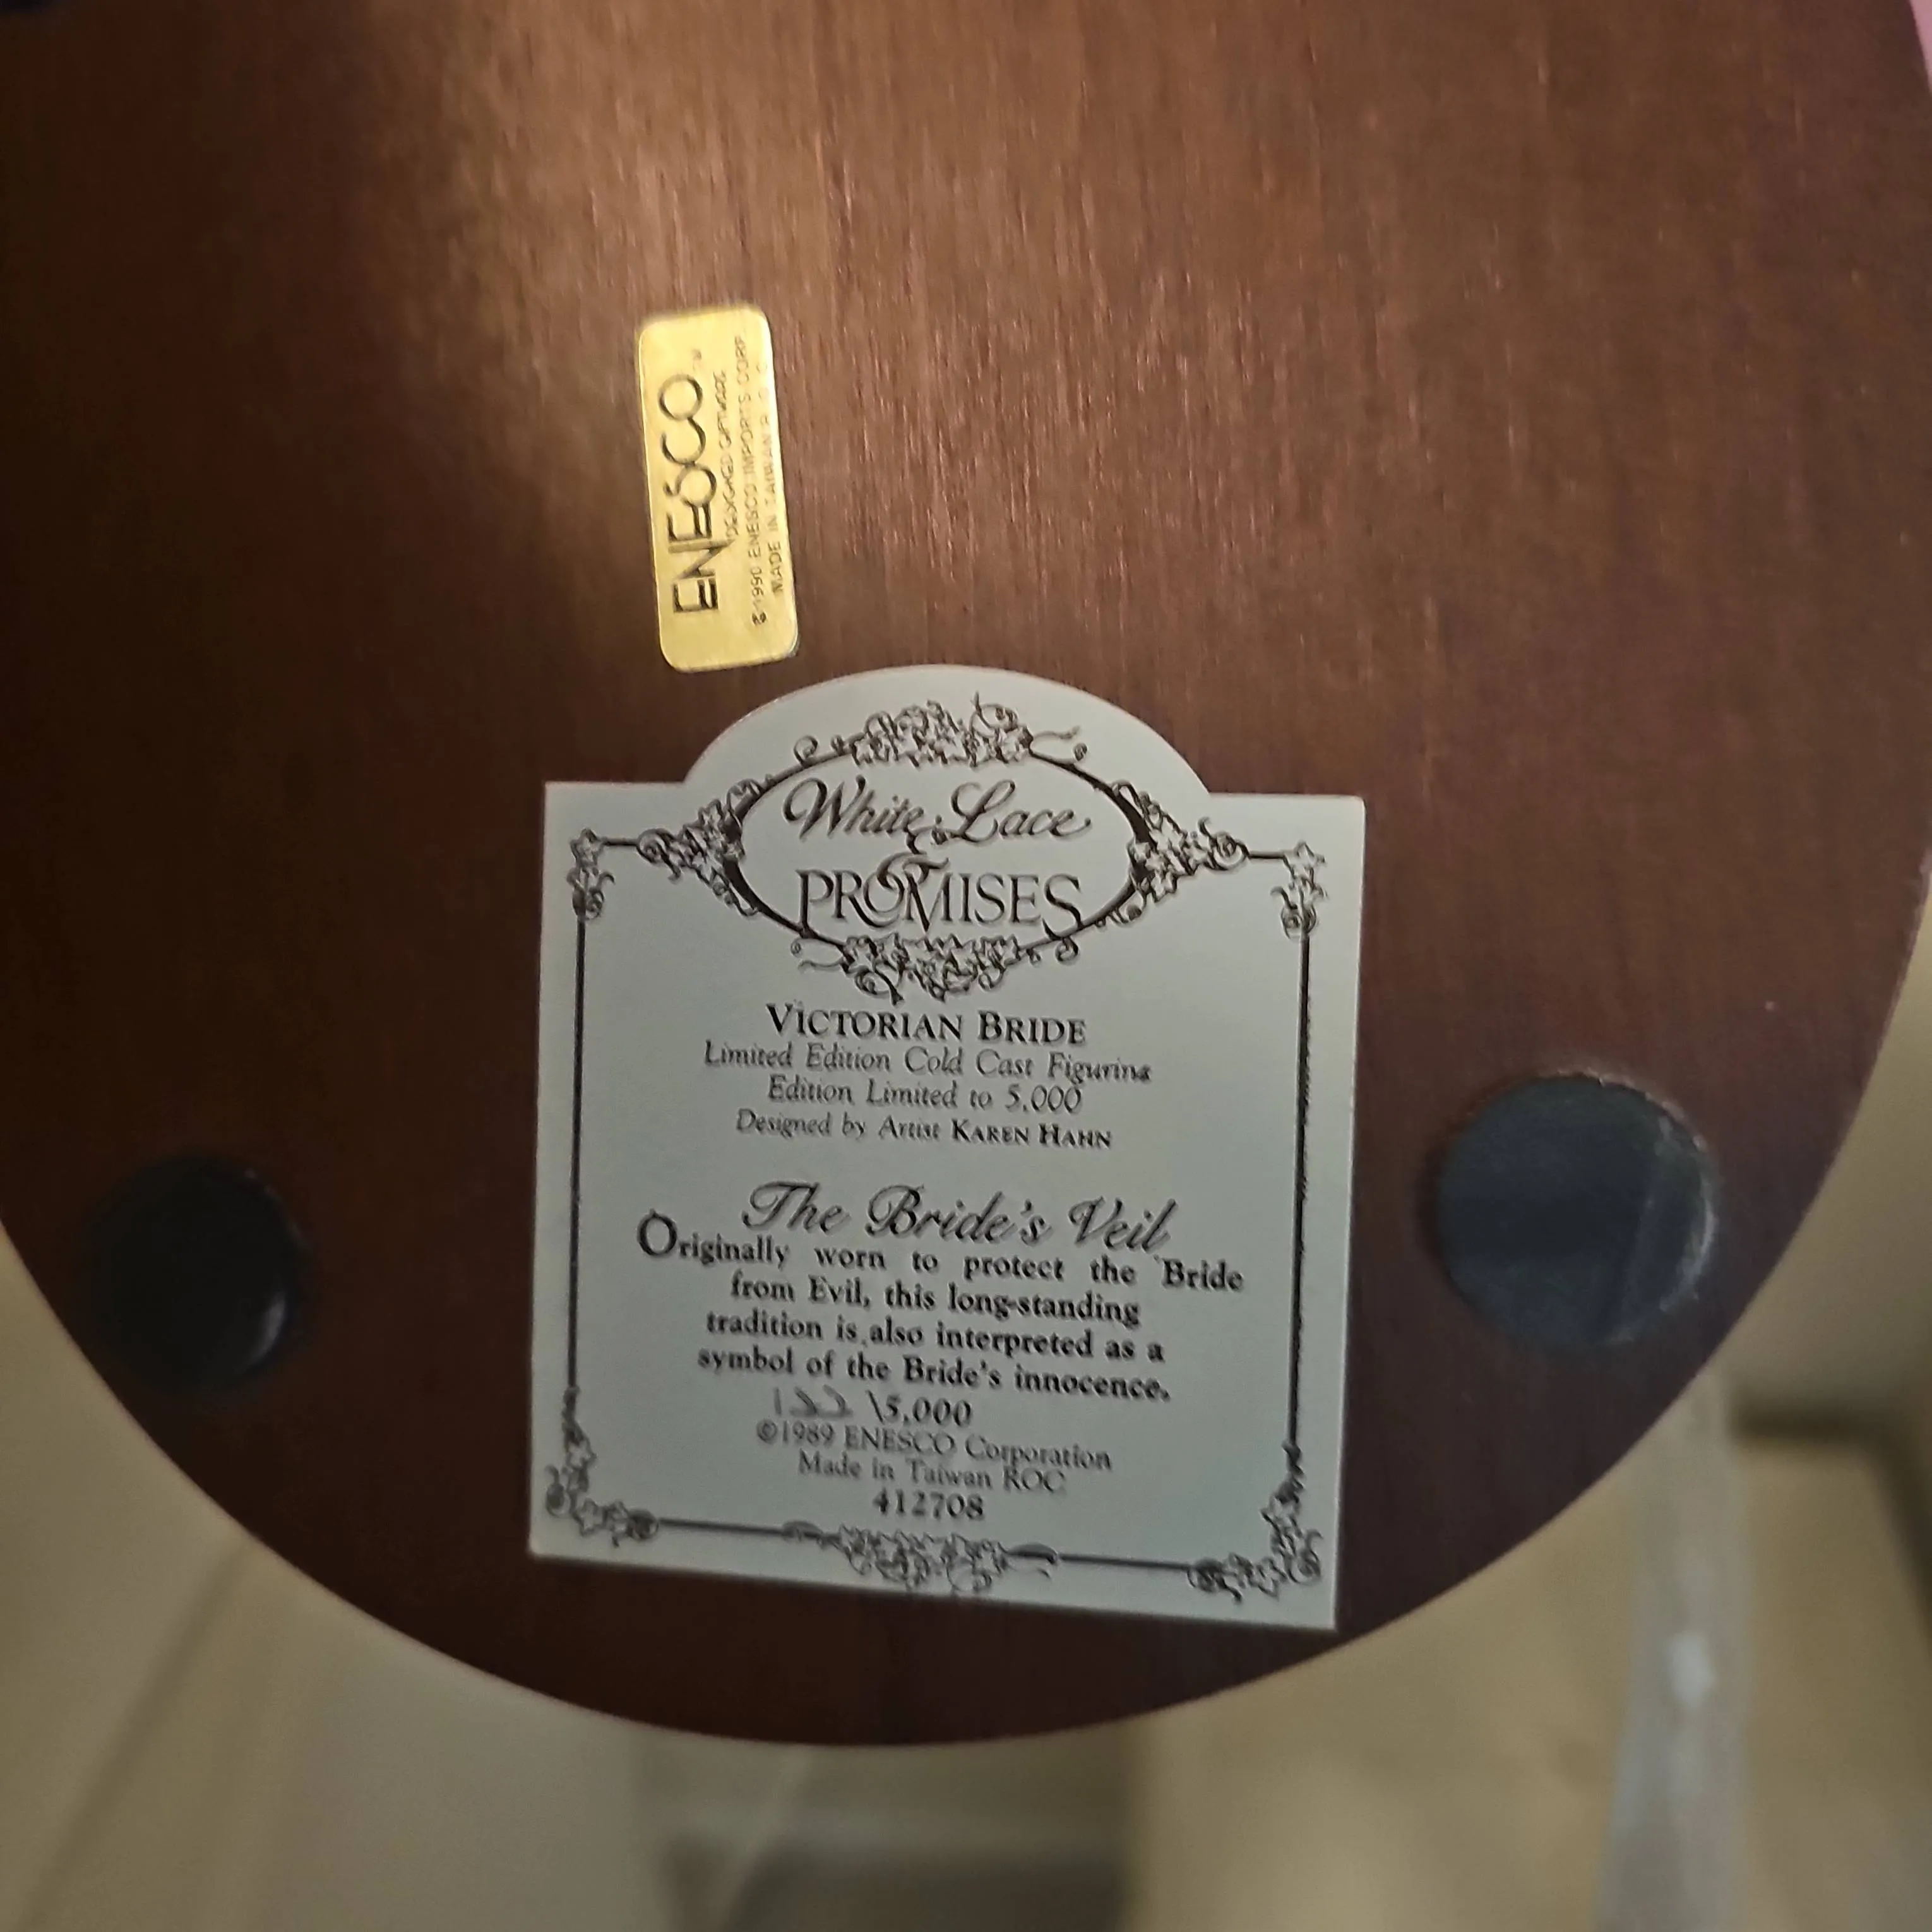 ENESCO™
DESIGNED GIFTWARE
© 1990 ENESCO IMPORTS CORP.
MADE IN TAIWAN R.O.C.
White Lace
& PROMISES
VICTORIAN BRIDE
Limited Edition Cold Cast Figurine
Edition Limited to 5,000
Designed by Artist KAREN HAHN
The Bride's Veil
Originally worn to protect the Bride
from Evil, this long-standing
tradition is also interpreted as a
symbol of the Bride's innocence.
\5,000
©1989 ENESCO Corporation
Made in Taiwan ROC
412708